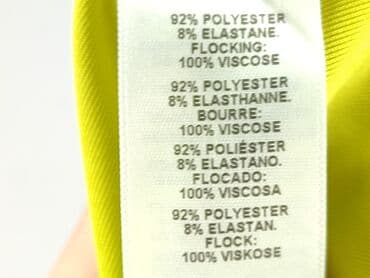 92% POLYESTER
8% ELASTANE.
FLOCKING:
100% VISCOSE
92% POLYESTER
8% ELASTHANNE.
BOURRE:
100% VISCOSE
92% POLIÉSTER
8% ELASTANO.
FLOCADO:
100% VISCOSA
92% POLYESTER
8% ELASTAN.
FLOCK:
100% VISKOSE